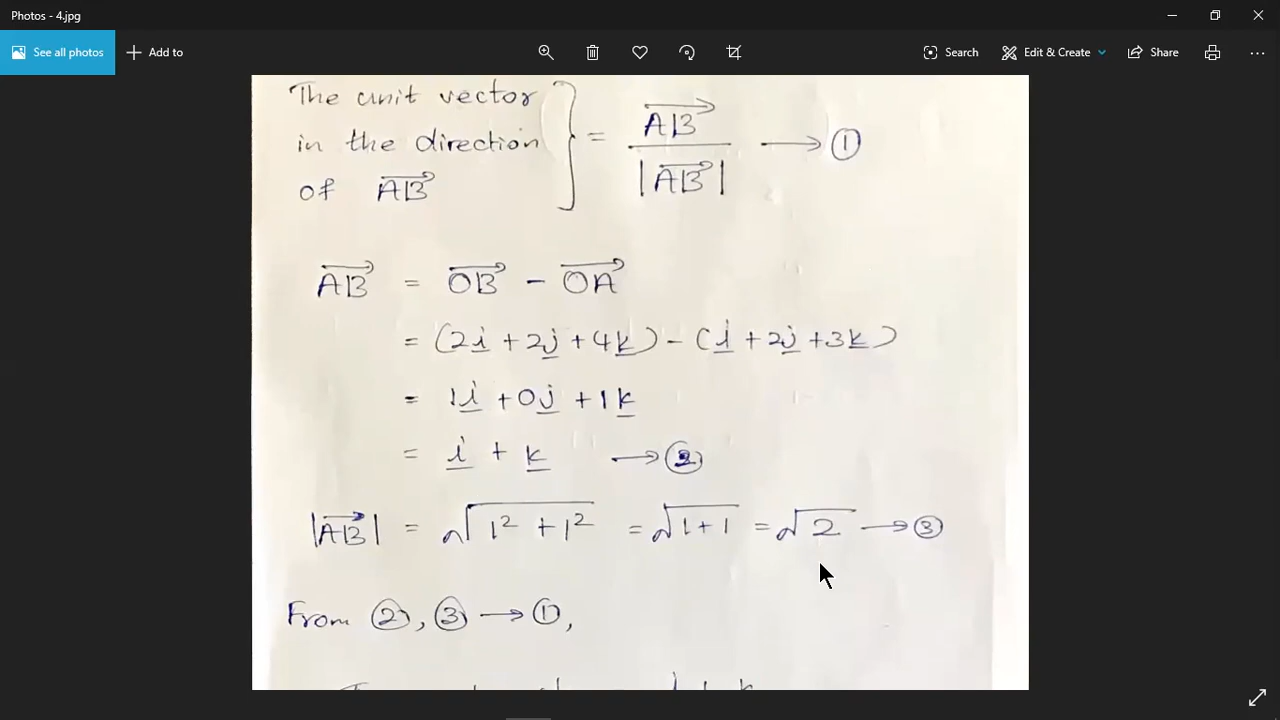 Photos - 4.jpg
See all photos
Add to
Search
Edit & Create
Share
The unit vector
in the direction
of AB⃗ } = AB⃗ / |AB⃗| ⟶ ①
AB⃗ = OB⃗ - OA⃗
= (2i + 2j + 4k) - (i + 2j + 3k)
= 1i + 0j + 1k
= i + k ⟶ ②
|AB⃗| = √(1² + 1²) = √(1+1) = √2 ⟶ ③
From ②, ③ ⟶ ①,